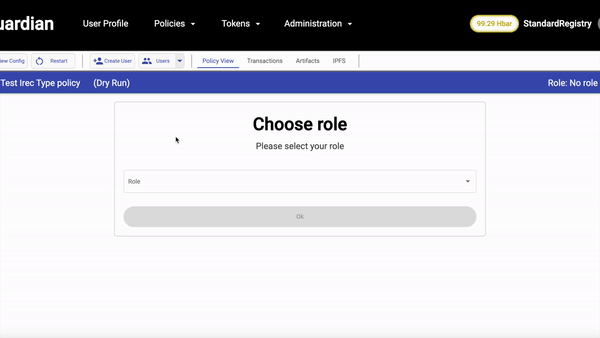 uardian User Profile Policies Tokens Administration 99.29 Hbar StandardRegistry
iew Config Restart Create User Users Policy View Transactions Artifacts IPFS
Test Irec Type policy (Dry Run) Role: No role
Choose role
Please select your role
Role
Ok